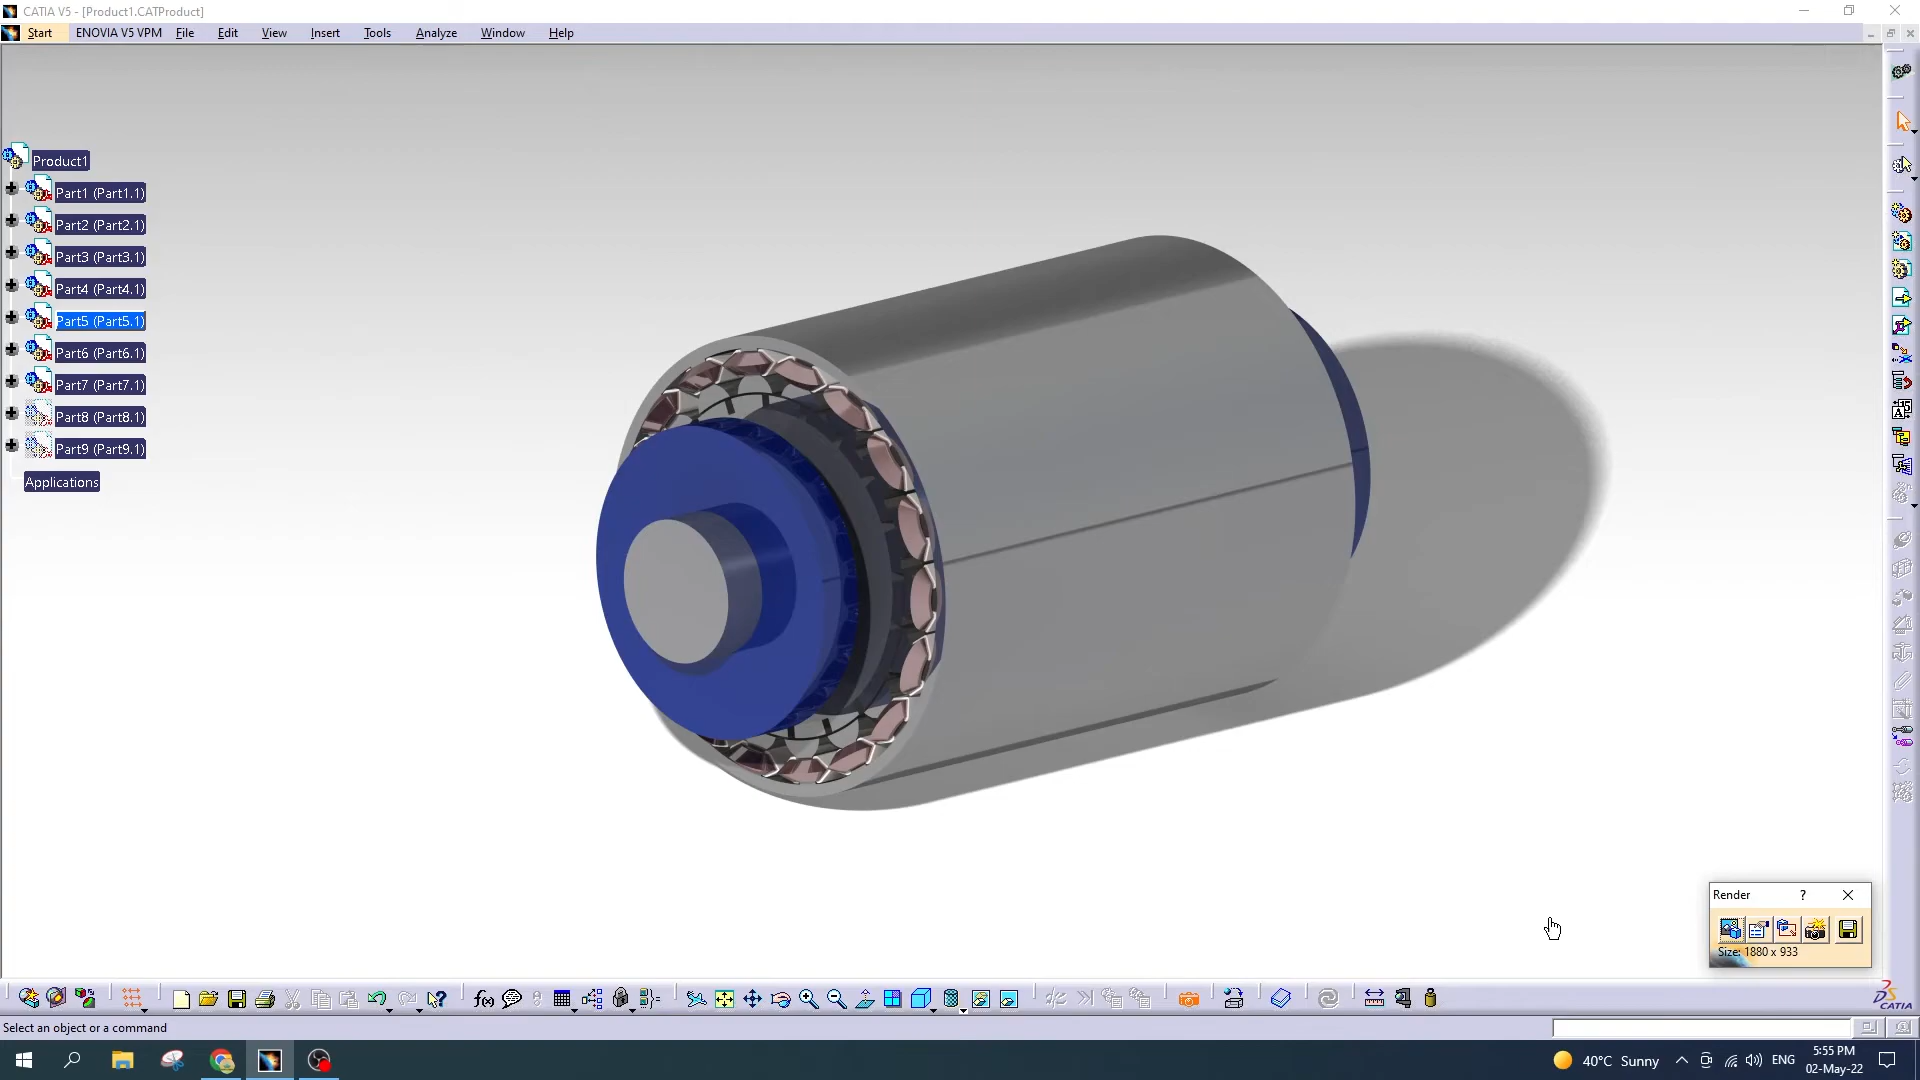 CATIA V5 - [Product1.CATProduct]
Start ENOVIA V5 VPM File Edit View Insert Tools Analyze Window Help
Product1
Part1 (Part1.1)
Part2 (Part2.1)
Part3 (Part3.1)
Part4 (Part4.1)
Part5 (Part5.1)
Part6 (Part6.1)
Part7 (Part7.1)
Part8 (Part8.1)
Part9 (Part9.1)
Applications
Render ?
Size: 1880 x 933
f(x)
CATIA
Select an object or a command
40°C Sunny ENG 5:55 PM
02-May-22